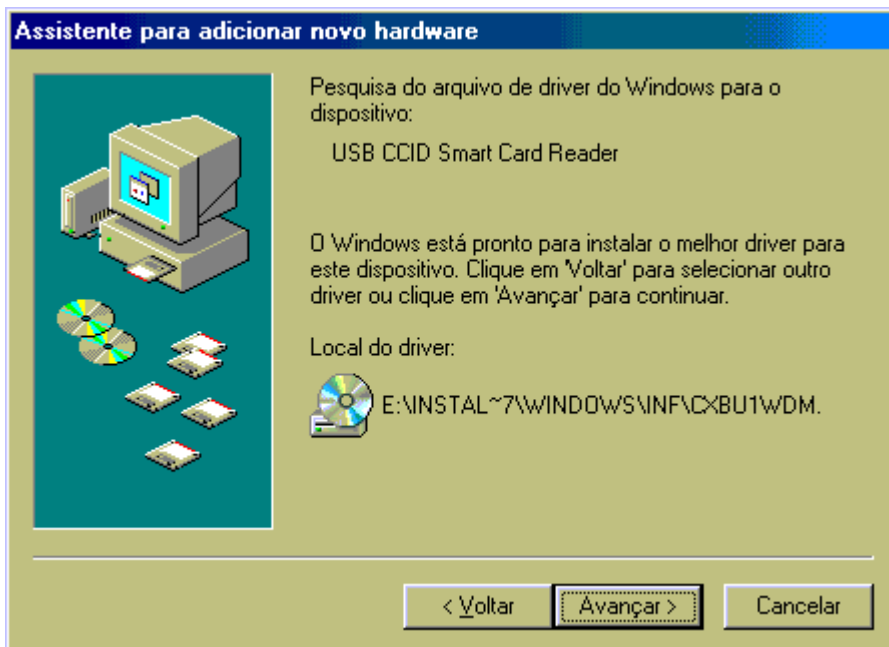 Assistente para adicionar novo hardware
Pesquisa do arquivo de driver do Windows para o
dispositivo:
USB CCID Smart Card Reader
O Windows está pronto para instalar o melhor driver para
este dispositivo. Clique em 'Voltar' para selecionar outro
driver ou clique em 'Avançar' para continuar.
Local do driver:
E:\INSTAL~7\WINDOWS\INF\CXBU1WDM.
< Voltar
Avançar >
Cancelar